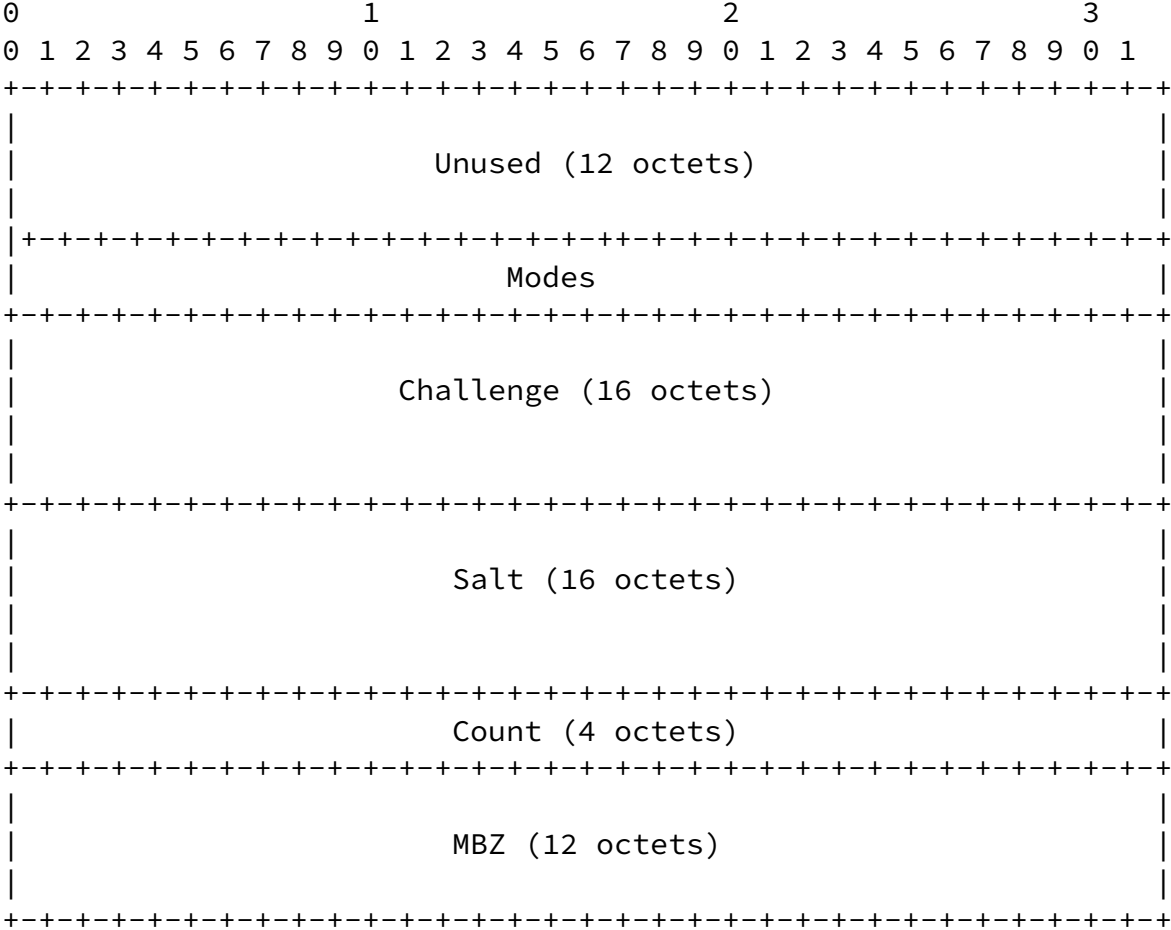 0                   1                   2                   3
0 1 2 3 4 5 6 7 8 9 0 1 2 3 4 5 6 7 8 9 0 1 2 3 4 5 6 7 8 9 0 1
+-+-+-+-+-+-+-+-+-+-+-+-+-+-+-+-+-+-+-+-+-+-+-+-+-+-+-+-+-+-+-+-+
|                                                               |
|                       Unused (12 octets)                      |
|                                                               |
|+-+-+-+-+-+-+-+-+-+-+-+-+-+-+-+-++-+-+-+-+-+-+-+-+-+-+-+-+-+-+-+
|                           Modes                               |
+-+-+-+-+-+-+-+-+-+-+-+-+-+-+-+-+-+-+-+-+-+-+-+-+-+-+-+-+-+-+-+-+
|                                                               |
|                     Challenge (16 octets)                     |
|                                                               |
|                                                               |
+-+-+-+-+-+-+-+-+-+-+-+-+-+-+-+-+-+-+-+-+-+-+-+-+-+-+-+-+-+-+-+-+
|                                                               |
|                        Salt (16 octets)                       |
|                                                               |
|                                                               |
+-+-+-+-+-+-+-+-+-+-+-+-+-+-+-+-+-+-+-+-+-+-+-+-+-+-+-+-+-+-+-+-+
|                        Count (4 octets)                       |
+-+-+-+-+-+-+-+-+-+-+-+-+-+-+-+-+-+-+-+-+-+-+-+-+-+-+-+-+-+-+-+-+
|                                                               |
|                        MBZ (12 octets)                        |
|                                                               |
+-+-+-+-+-+-+-+-+-+-+-+-+-+-+-+-+-+-+-+-+-+-+-+-+-+-+-+-+-+-+-+-+